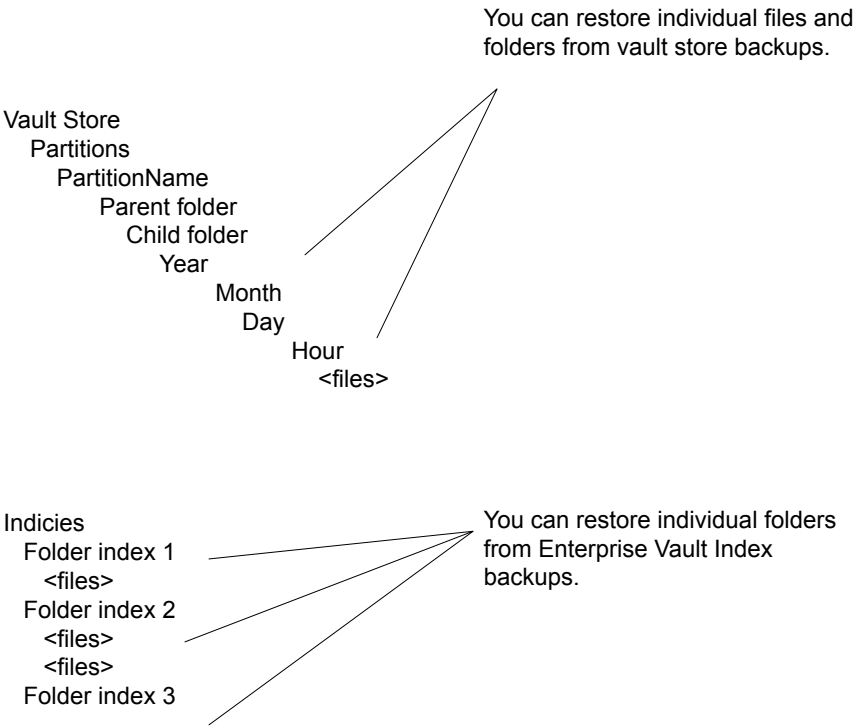 You can restore individual files and
folders from vault store backups.
Vault Store
Partitions
PartitionName
Parent folder
Child folder
Year
Month
Day
Hour
<files>
Indicies
Folder index 1
<files>
Folder index 2
<files>
<files>
Folder index 3
You can restore individual folders
from Enterprise Vault Index
backups.